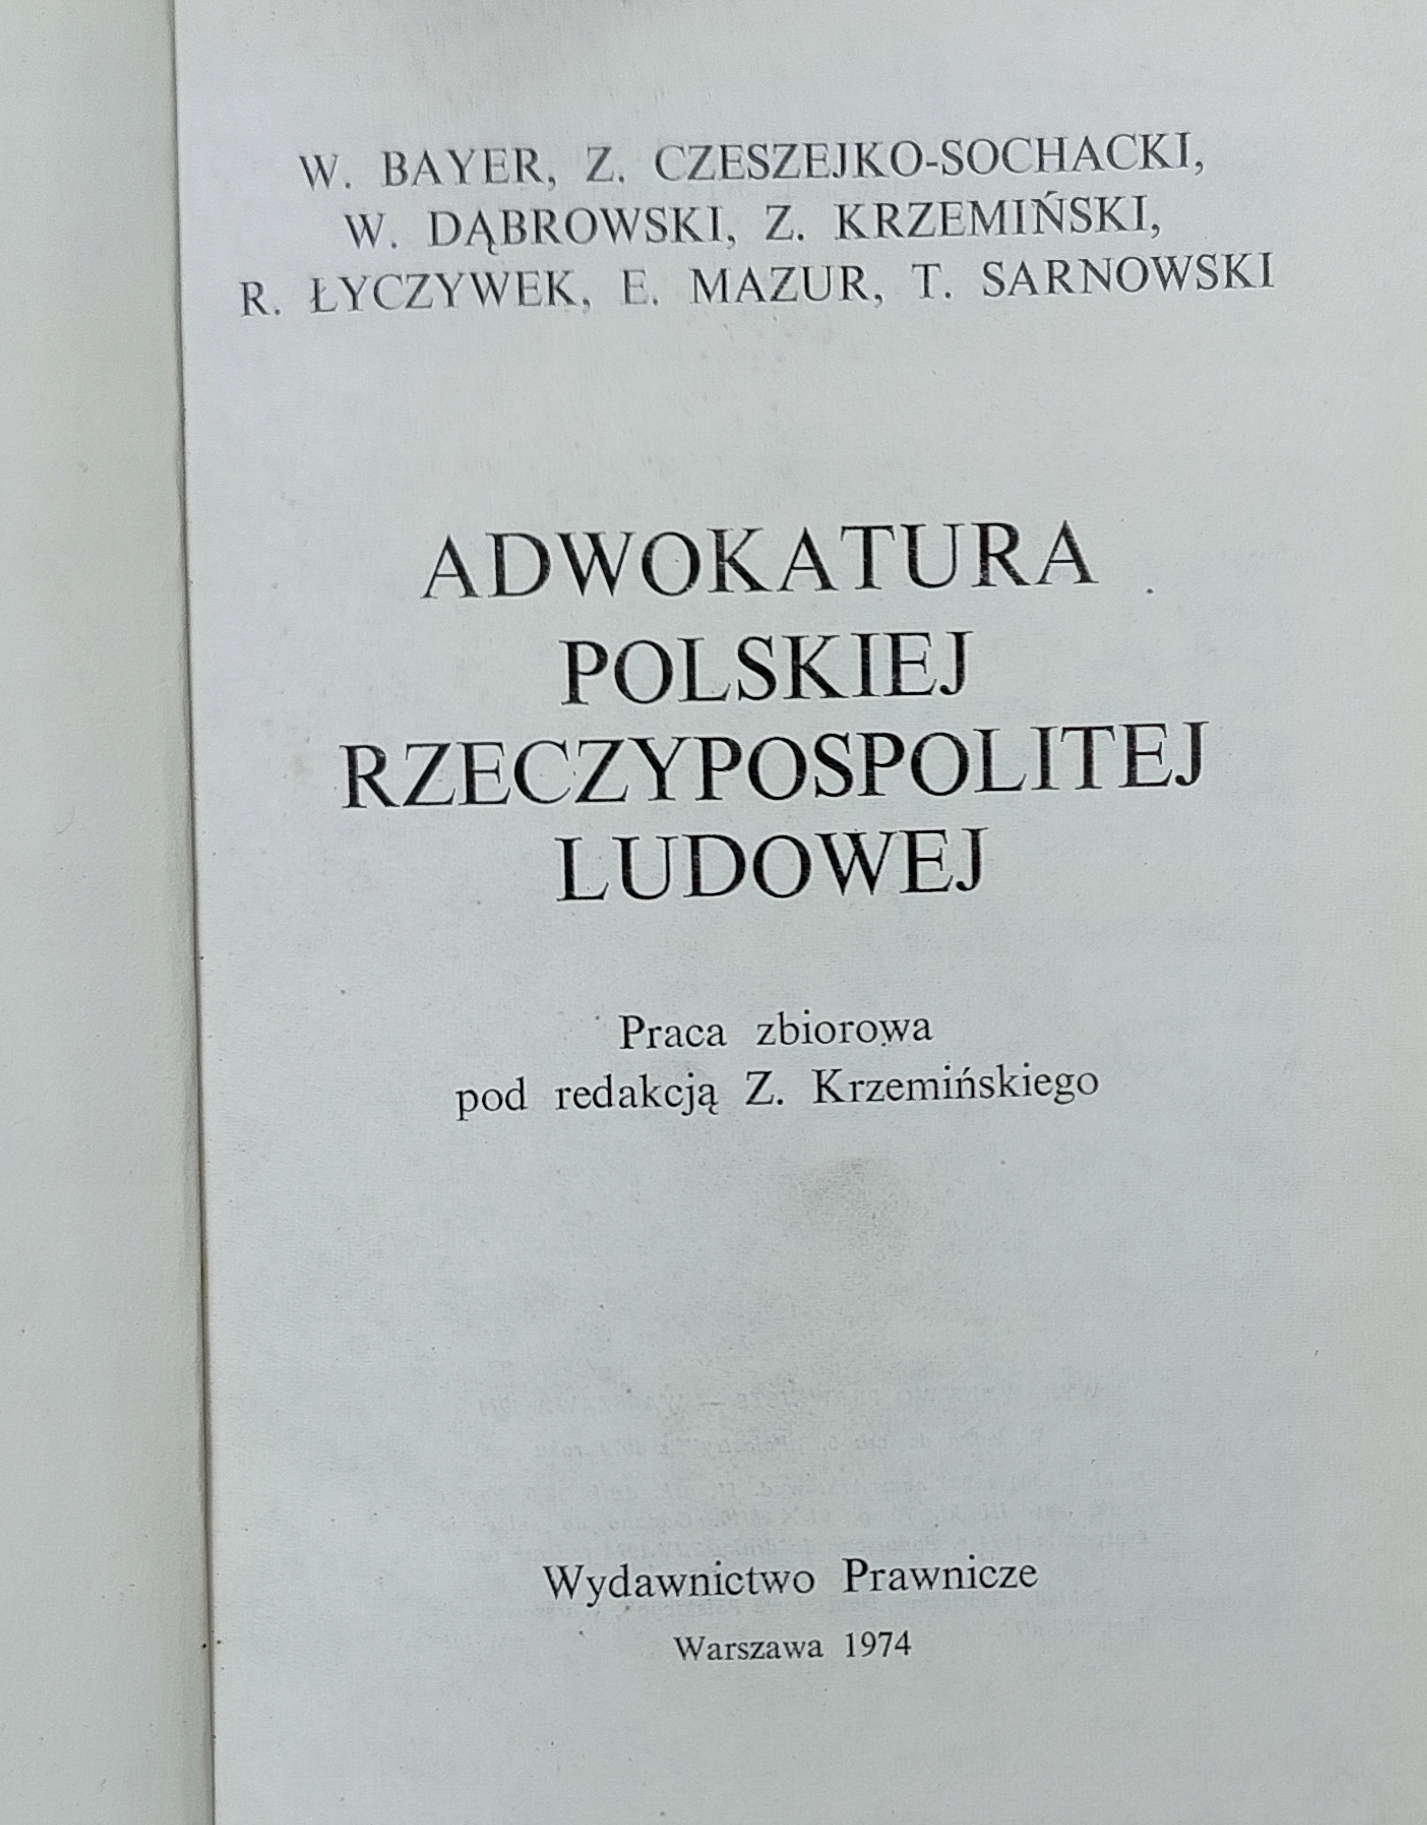 W. BAYER, Z. CZESZEJKO-SOCHACKI,
W. DĄBROWSKI, Z. KRZEMIŃSKI,
R. ŁYCZYWEK, E. MAZUR, T. SARNOWSKI
ADWOKATURA
POLSKIEJ
RZECZYPOSPOLITEJ
LUDOWEJ
Praca zbiorowa
pod redakcją Z. Krzemińskiego
Wydawnictwo Prawnicze
Warszawa 1974